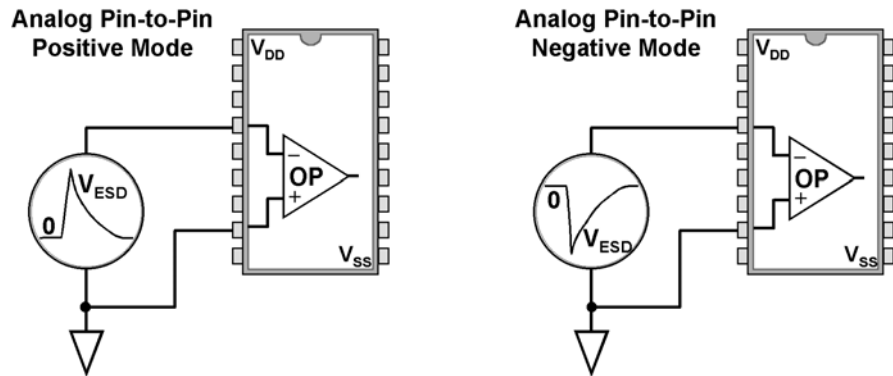 Analog Pin-to-Pin
Positive Mode
VDD
−
OP
+
VESD
0
VSS
Analog Pin-to-Pin
Negative Mode
VDD
−
OP
+
0
VESD
VSS